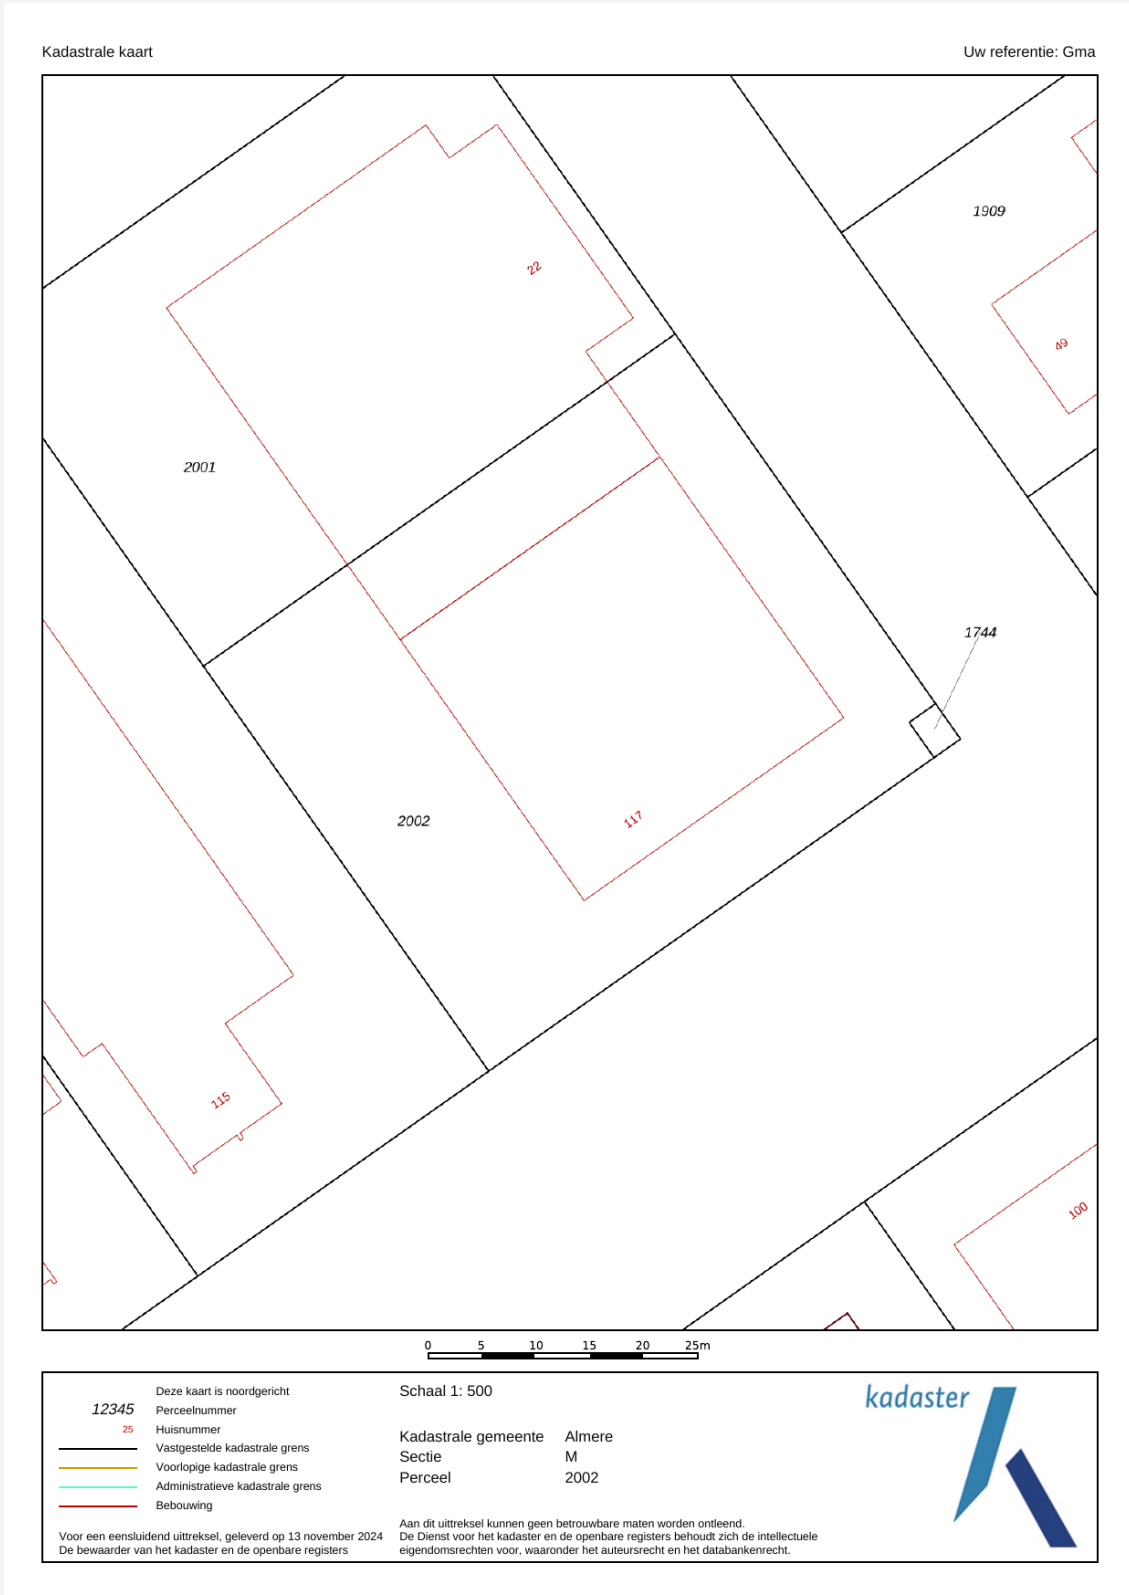 Kadastrale kaart
Uw referentie: Gma
1909
22
49
2001
1744
2002
117
115
100
0 5 10 15 20 25m
Deze kaart is noordgericht
12345 Perceelnummer
25 Huisnummer
Vastgestelde kadastrale grens
Voorlopige kadastrale grens
Administratieve kadastrale grens
Bebouwing
Voor een eensluidend uittreksel, geleverd op 13 november 2024
De bewaarder van het kadaster en de openbare registers
Schaal 1: 500
Kadastrale gemeente Almere
Sectie M
Perceel 2002
Aan dit uittreksel kunnen geen betrouwbare maten worden ontleend.
De Dienst voor het kadaster en de openbare registers behoudt zich de intellectuele
eigendomsrechten voor, waaronder het auteursrecht en het databankenrecht.
kadaster